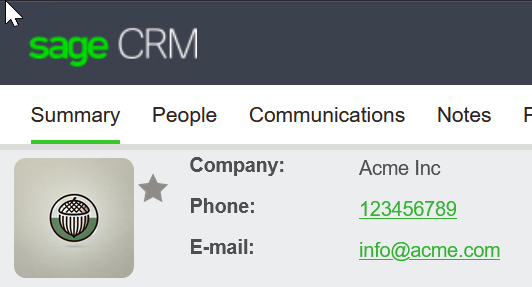 sage CRM
Summary People Communications Notes
Company: Acme Inc
Phone: 123456789
E-mail: info@acme.com